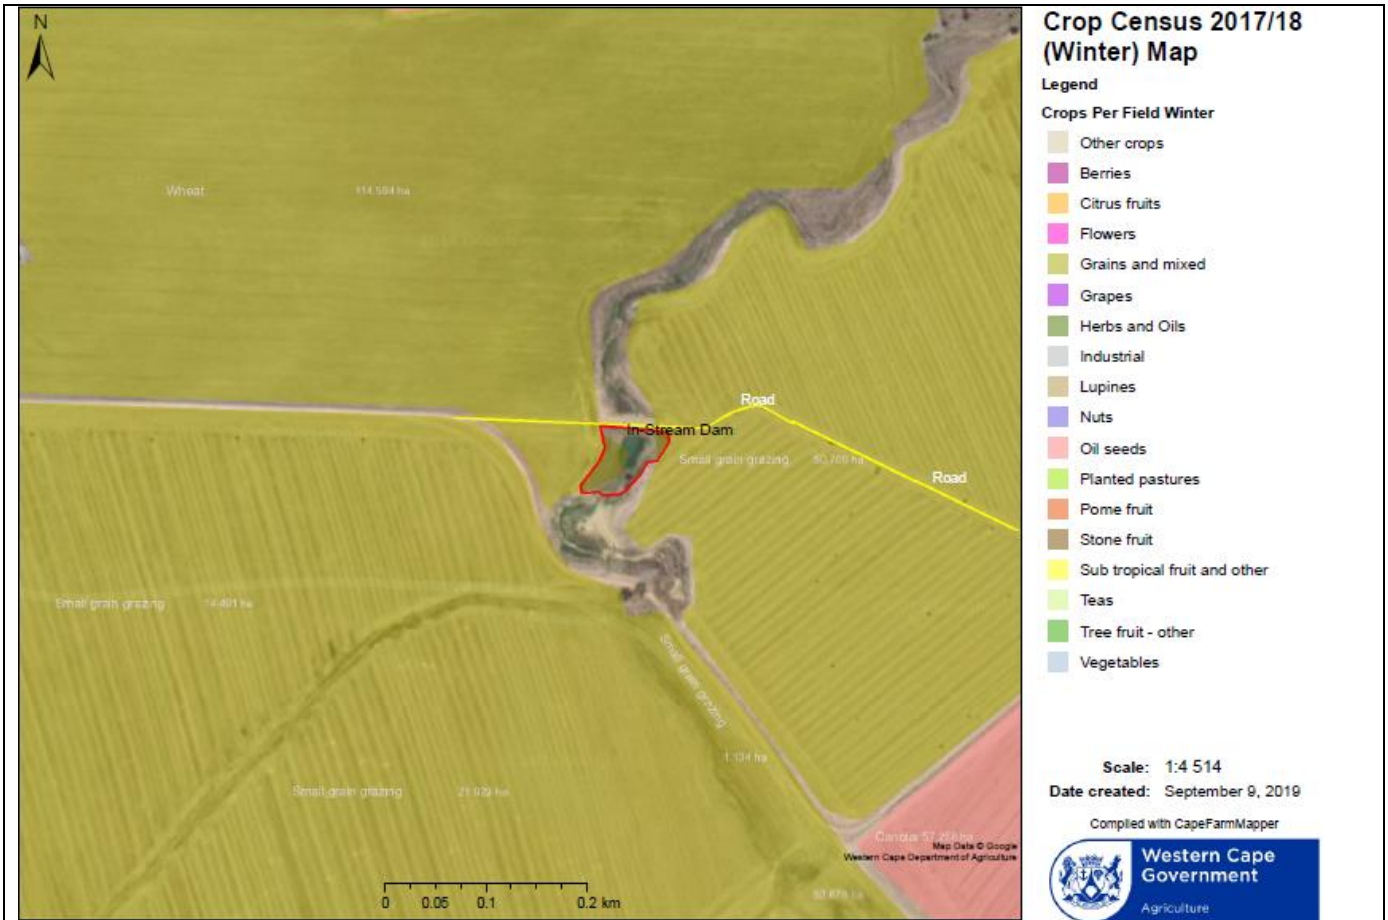 N
Wheat 114.594 ha
Road
In-Stream Dam
Small grain grazing
Road
Small grain grazing 14.401 ha
Small grain grazing
1.134 ha
Small grain grazing
Canola
Map Data © Google
Western Cape Department of Agriculture
0 0.05 0.1 0.2 km
Crop Census 2017/18
(Winter) Map
Legend
Crops Per Field Winter
Other crops
Berries
Citrus fruits
Flowers
Grains and mixed
Grapes
Herbs and Oils
Industrial
Lupines
Nuts
Oil seeds
Planted pastures
Pome fruit
Stone fruit
Sub tropical fruit and other
Teas
Tree fruit - other
Vegetables
Scale: 1:4 514
Date created: September 9, 2019
Compiled with CapeFarmMapper
Western Cape
Government
Agriculture